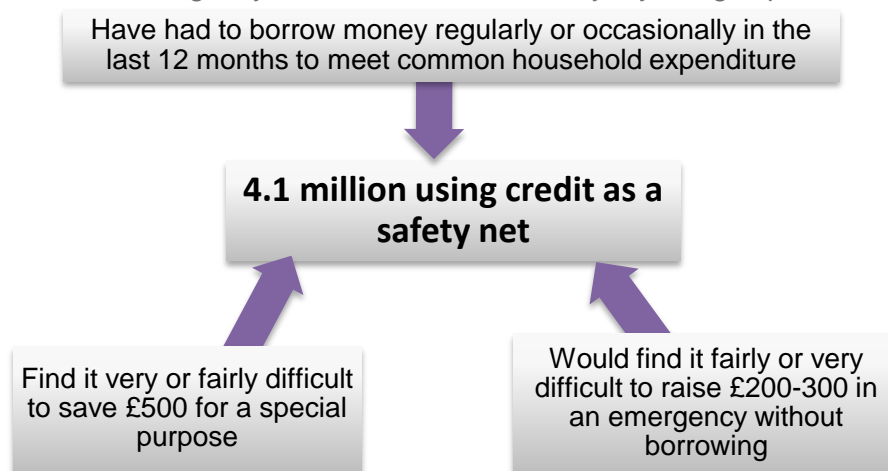 Have had to borrow money regularly or occasionally in the
last 12 months to meet common household expenditure
4.1 million using credit as a
safety net
Find it very or fairly difficult
to save £500 for a special
purpose
Would find it fairly or very
difficult to raise £200-300 in
an emergency without
borrowing